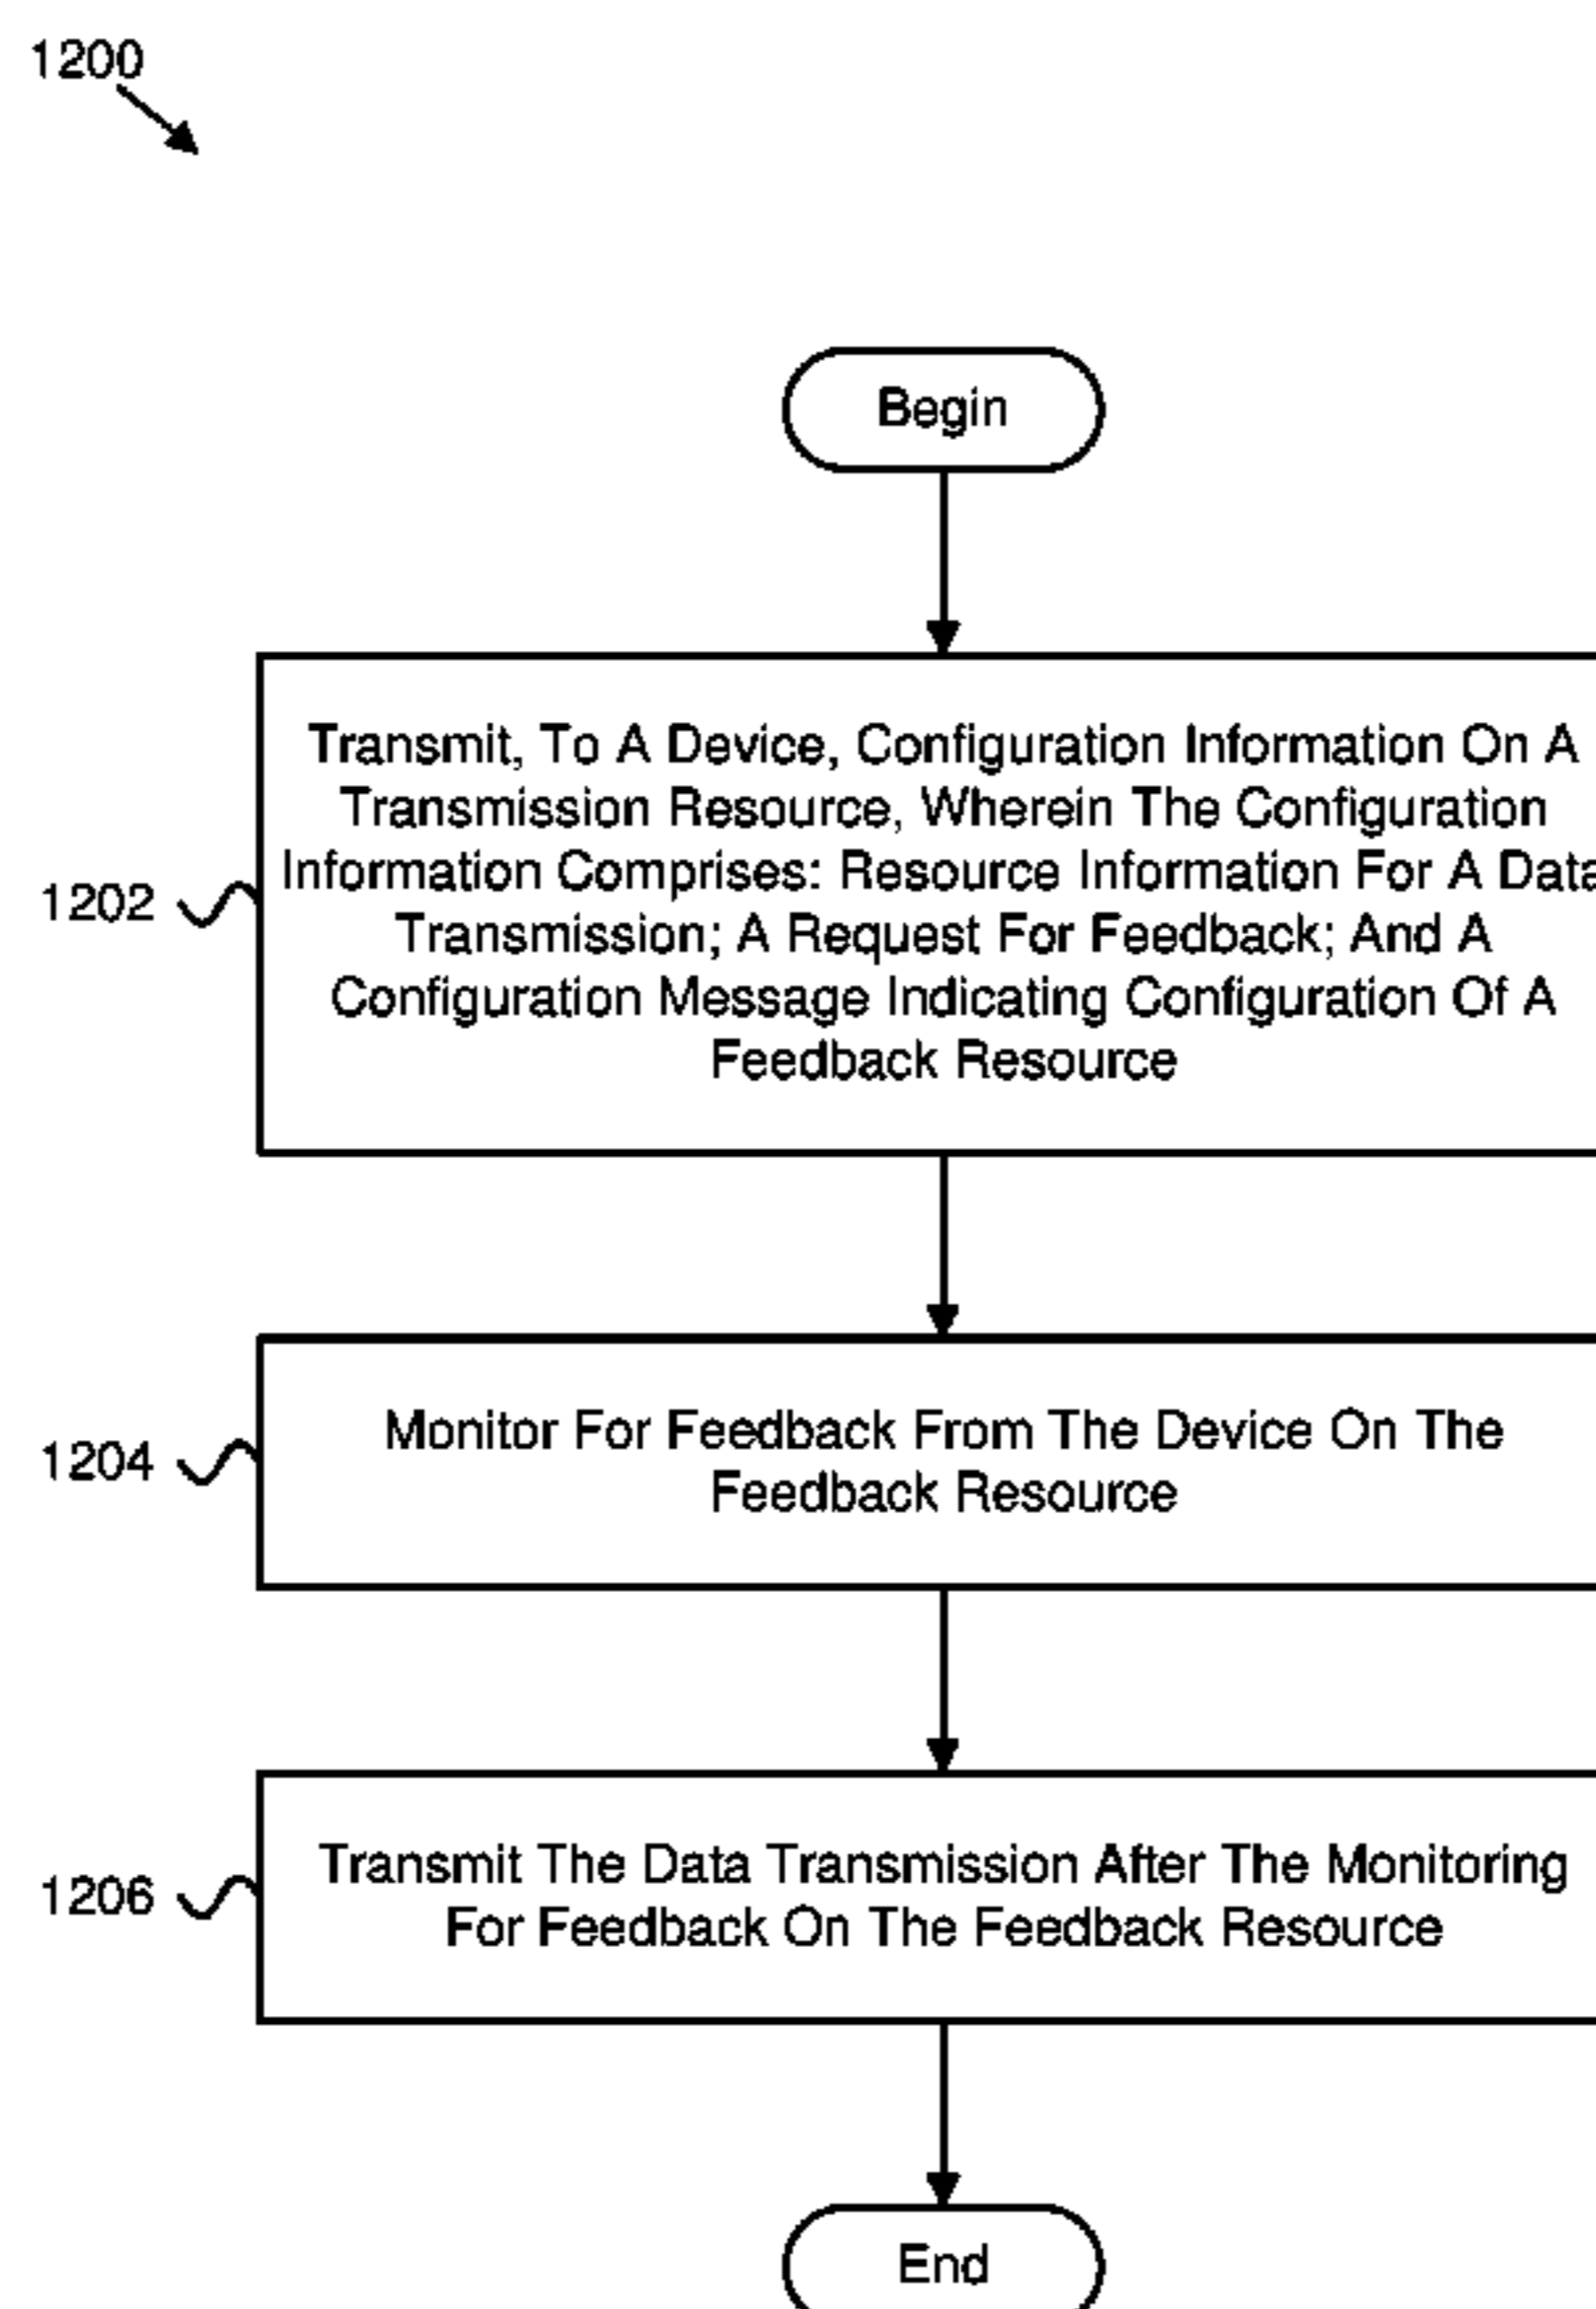 1200
Begin
Transmit, To A Device, Configuration Information On A
Transmission Resource, Wherein The Configuration
Information Comprises: Resource Information For A Data
Transmission; A Request For Feedback; And A
Configuration Message Indicating Configuration Of A
Feedback Resource
1202
Monitor For Feedback From The Device On The
Feedback Resource
1204
Transmit The Data Transmission After The Monitoring
For Feedback On The Feedback Resource
1206
End